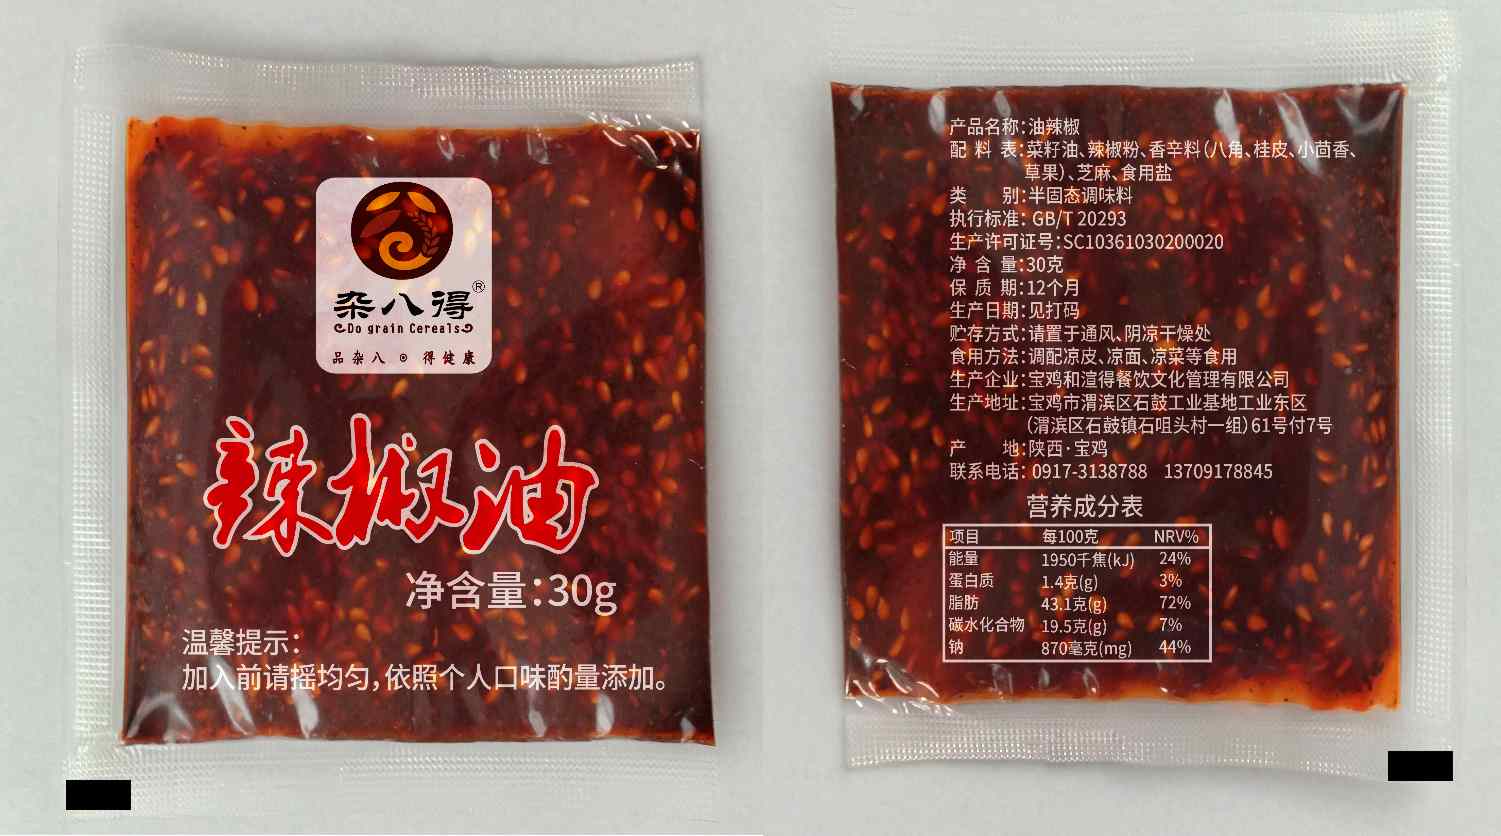 杂八得®
Do grain Cereals
品杂八 ⊙ 得健康
辣椒油
净含量:30g
温馨提示:
加入前请摇均匀,依照个人口味酌量添加。
产品名称:油辣椒
配料表:菜籽油、辣椒粉、香辛料(八角、桂皮、小茴香、
草果)、芝麻、食用盐
类别:半固态调味料
执行标准: GB/T 20293
生产许可证号:SC10361030200020
净含量:30克
保质期:12个月
生产日期:见打码
贮存方式:请置于通风、阴凉干燥处
食用方法:调配凉皮、凉面、凉菜等食用
生产企业:宝鸡和渲得餐饮文化管理有限公司
生产地址:宝鸡市渭滨区石鼓工业基地工业东区
(渭滨区石鼓镇石咀头村一组)61号付7号
产地:陕西·宝鸡
联系电话: 0917-3138788 13709178845
营养成分表
项目 每100克 NRV%
能量 1950千焦(kJ) 24%
蛋白质 1.4克(g) 3%
脂肪 43.1克(g) 72%
碳水化合物 19.5克(g) 7%
钠 870毫克(mg) 44%